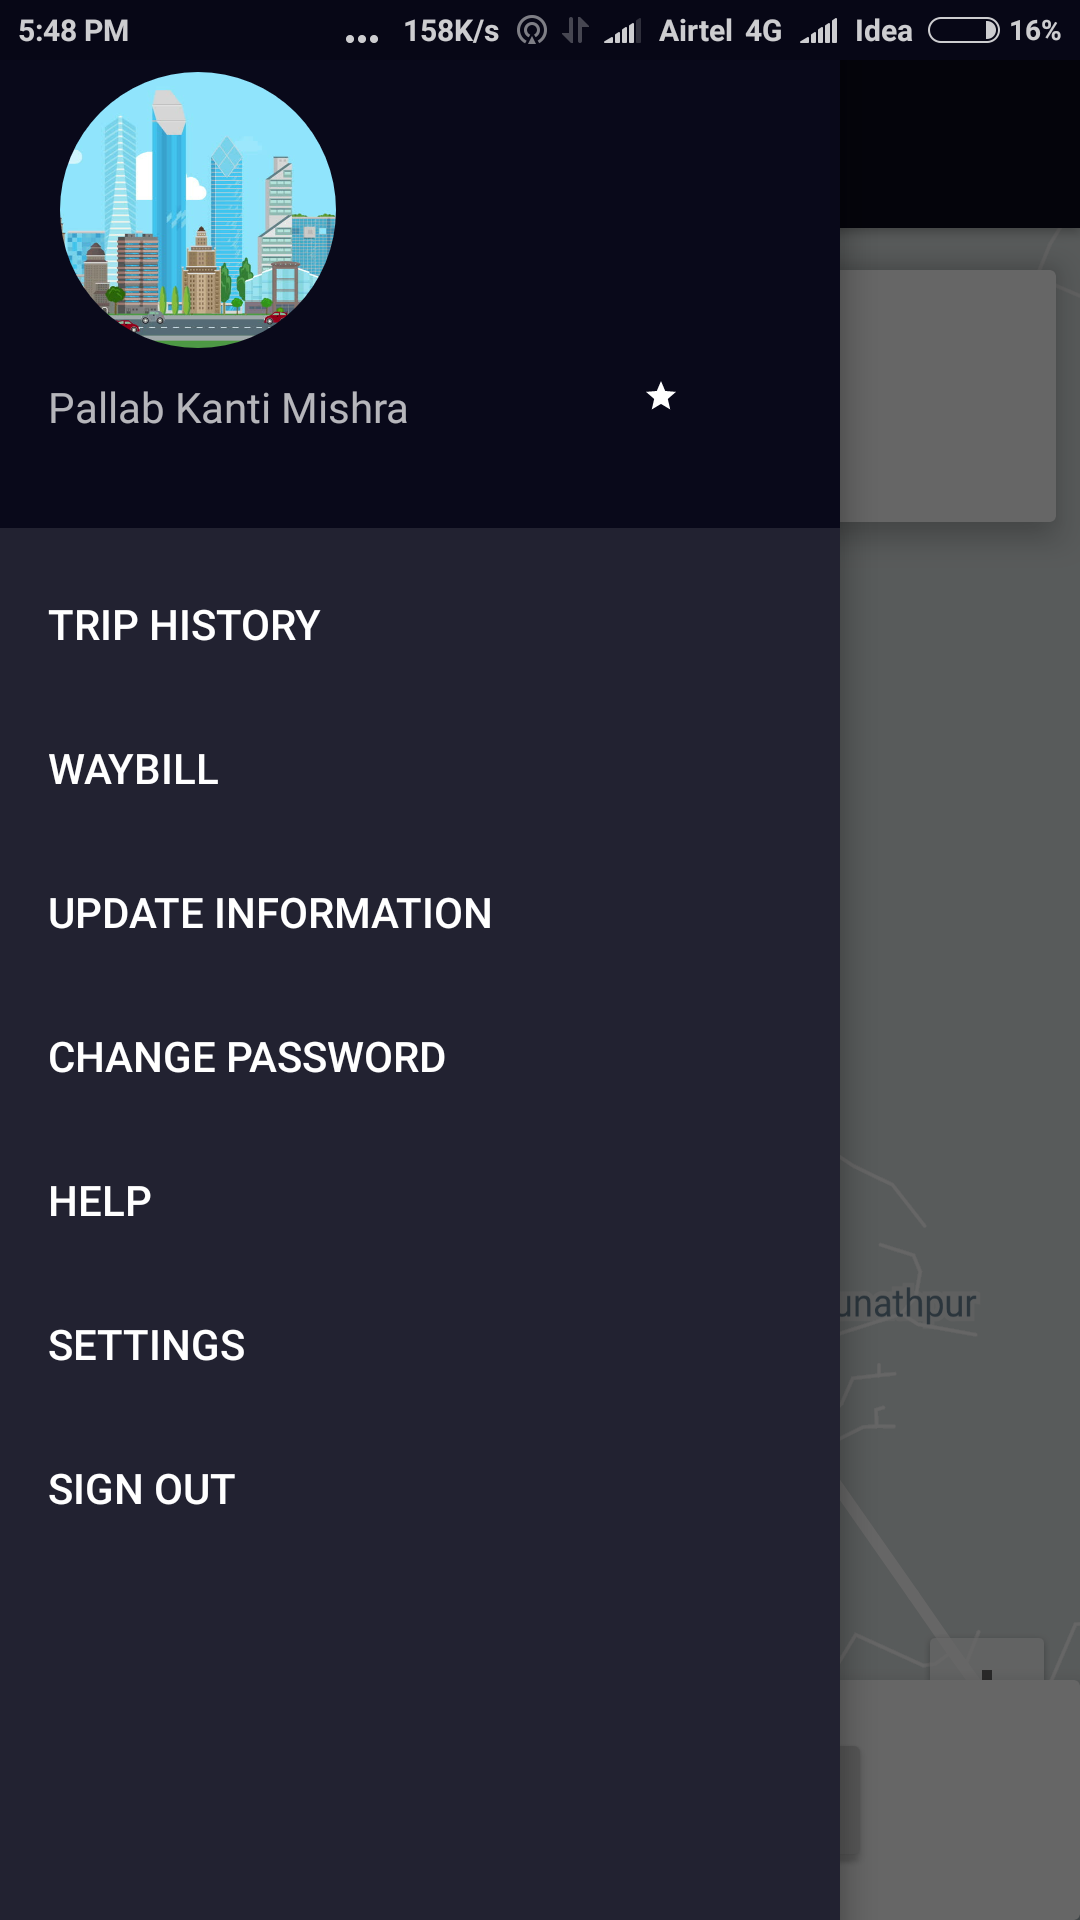 5:48 PM ... 158K/s Airtel 4G Idea 16%
Pallab Kanti Mishra
TRIP HISTORY
WAYBILL
UPDATE INFORMATION
CHANGE PASSWORD
HELP
unathpur
SETTINGS
SIGN OUT